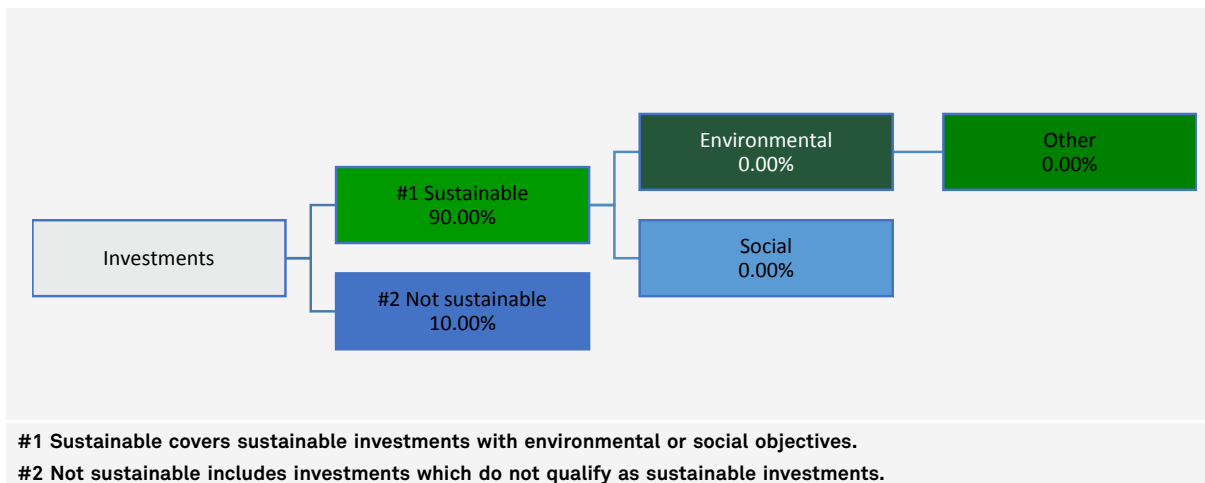 Investments
#1 Sustainable
90.00%
#2 Not sustainable
10.00%
Environmental
0.00%
Social
0.00%
Other
0.00%
#1 Sustainable covers sustainable investments with environmental or social objectives.
#2 Not sustainable includes investments which do not qualify as sustainable investments.